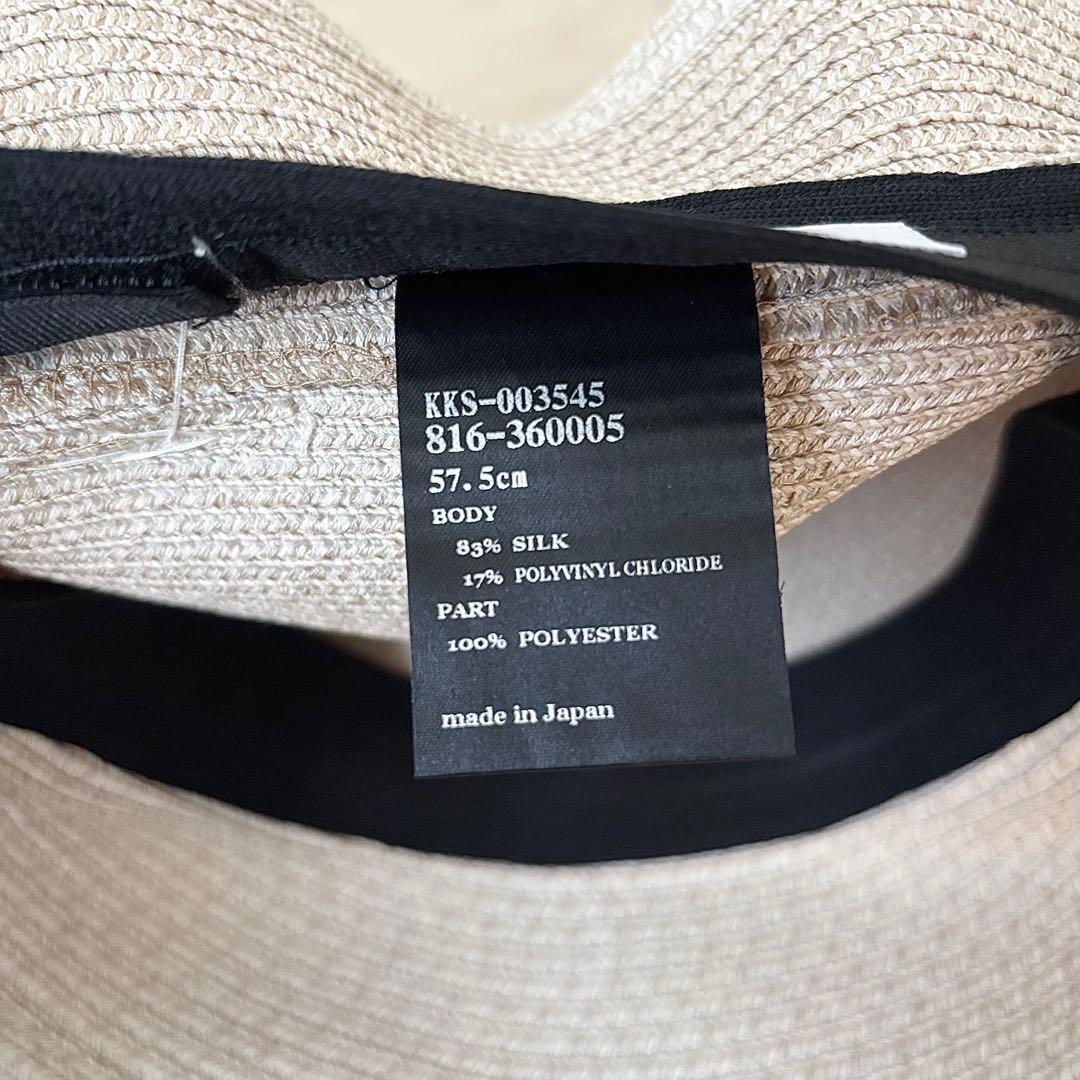 KKS-003545
816-360005
57.5cm
BODY
83% SILK
17% POLYVINYL CHLORIDE
PART
100% POLYESTER
made in Japan